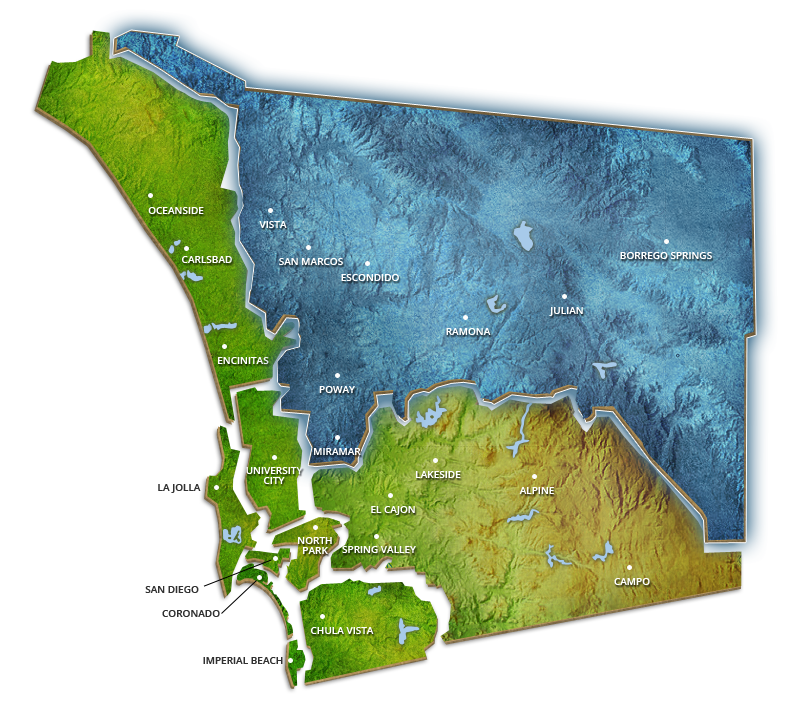 OCEANSIDE
VISTA
CARLSBAD
SAN MARCOS
ESCONDIDO
BORREGO SPRINGS
JULIAN
RAMONA
ENCINITAS
POWAY
MIRAMAR
UNIVERSITY
CITY
LAKESIDE
LA JOLLA
ALPINE
EL CAJON
NORTH
PARK
SPRING VALLEY
SAN DIEGO
CAMPO
CORONADO
CHULA VISTA
IMPERIAL BEACH